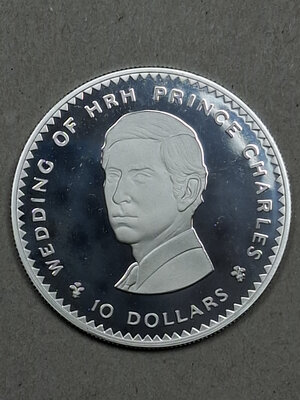 WEDDING OF HRH PRINCE CHARLES
10 DOLLARS